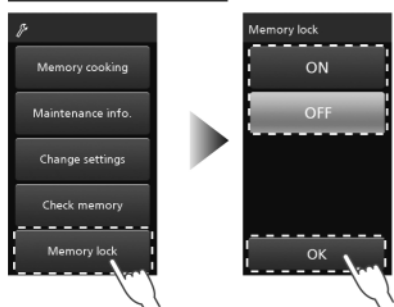 Memory cooking
Maintenance info.
Change settings
Check memory
Memory lock
Memory lock
ON
OFF
OK